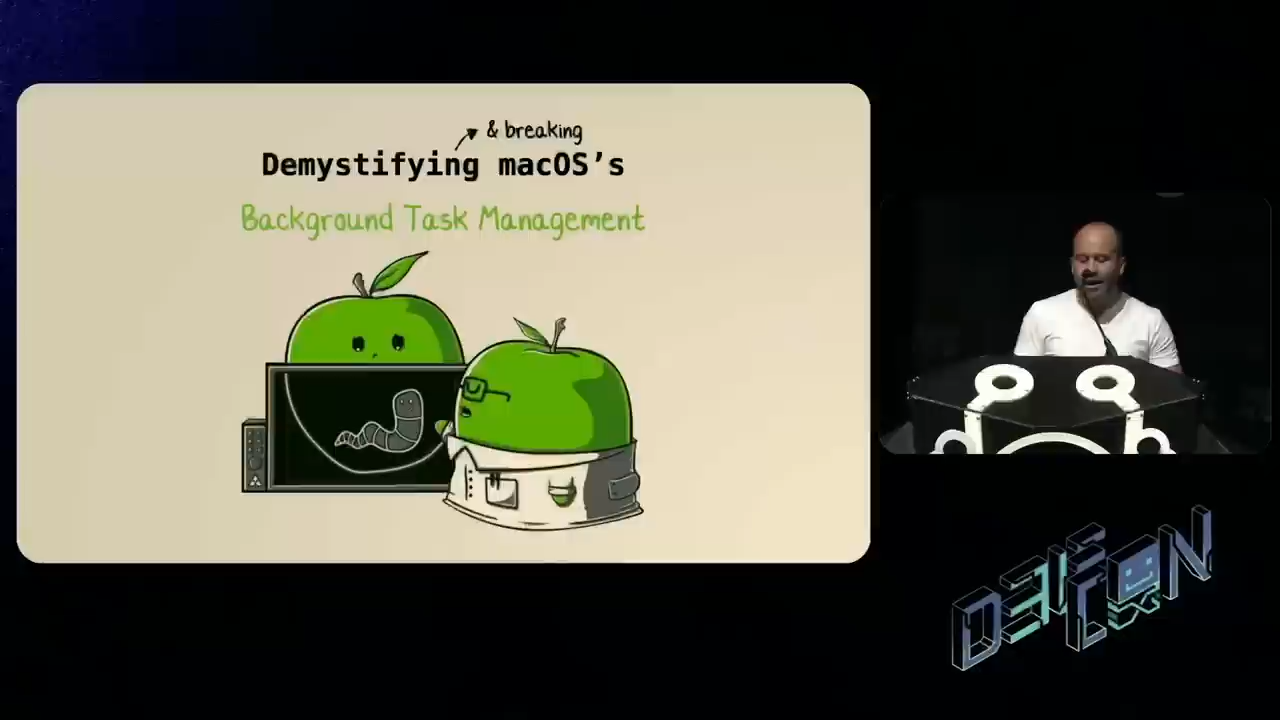 & breaking
Demystifying macOS's
Background Task Management
DEF
CON